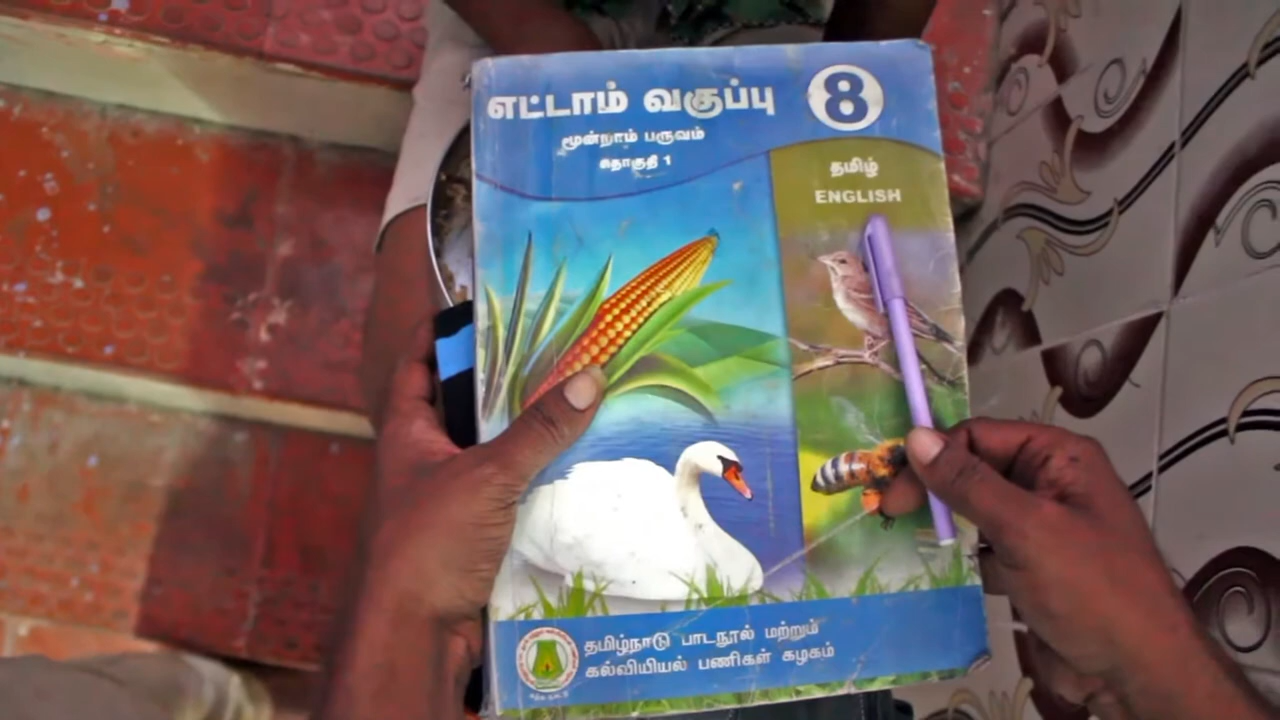 எட்டாம் வகுப்பு
8
மூன்றாம் பருவம்
தொகுதி 1
தமிழ்
ENGLISH
தமிழ்நாடு பாடநூல் மற்றும்
கல்வியியல் பணிகள் கழகம்